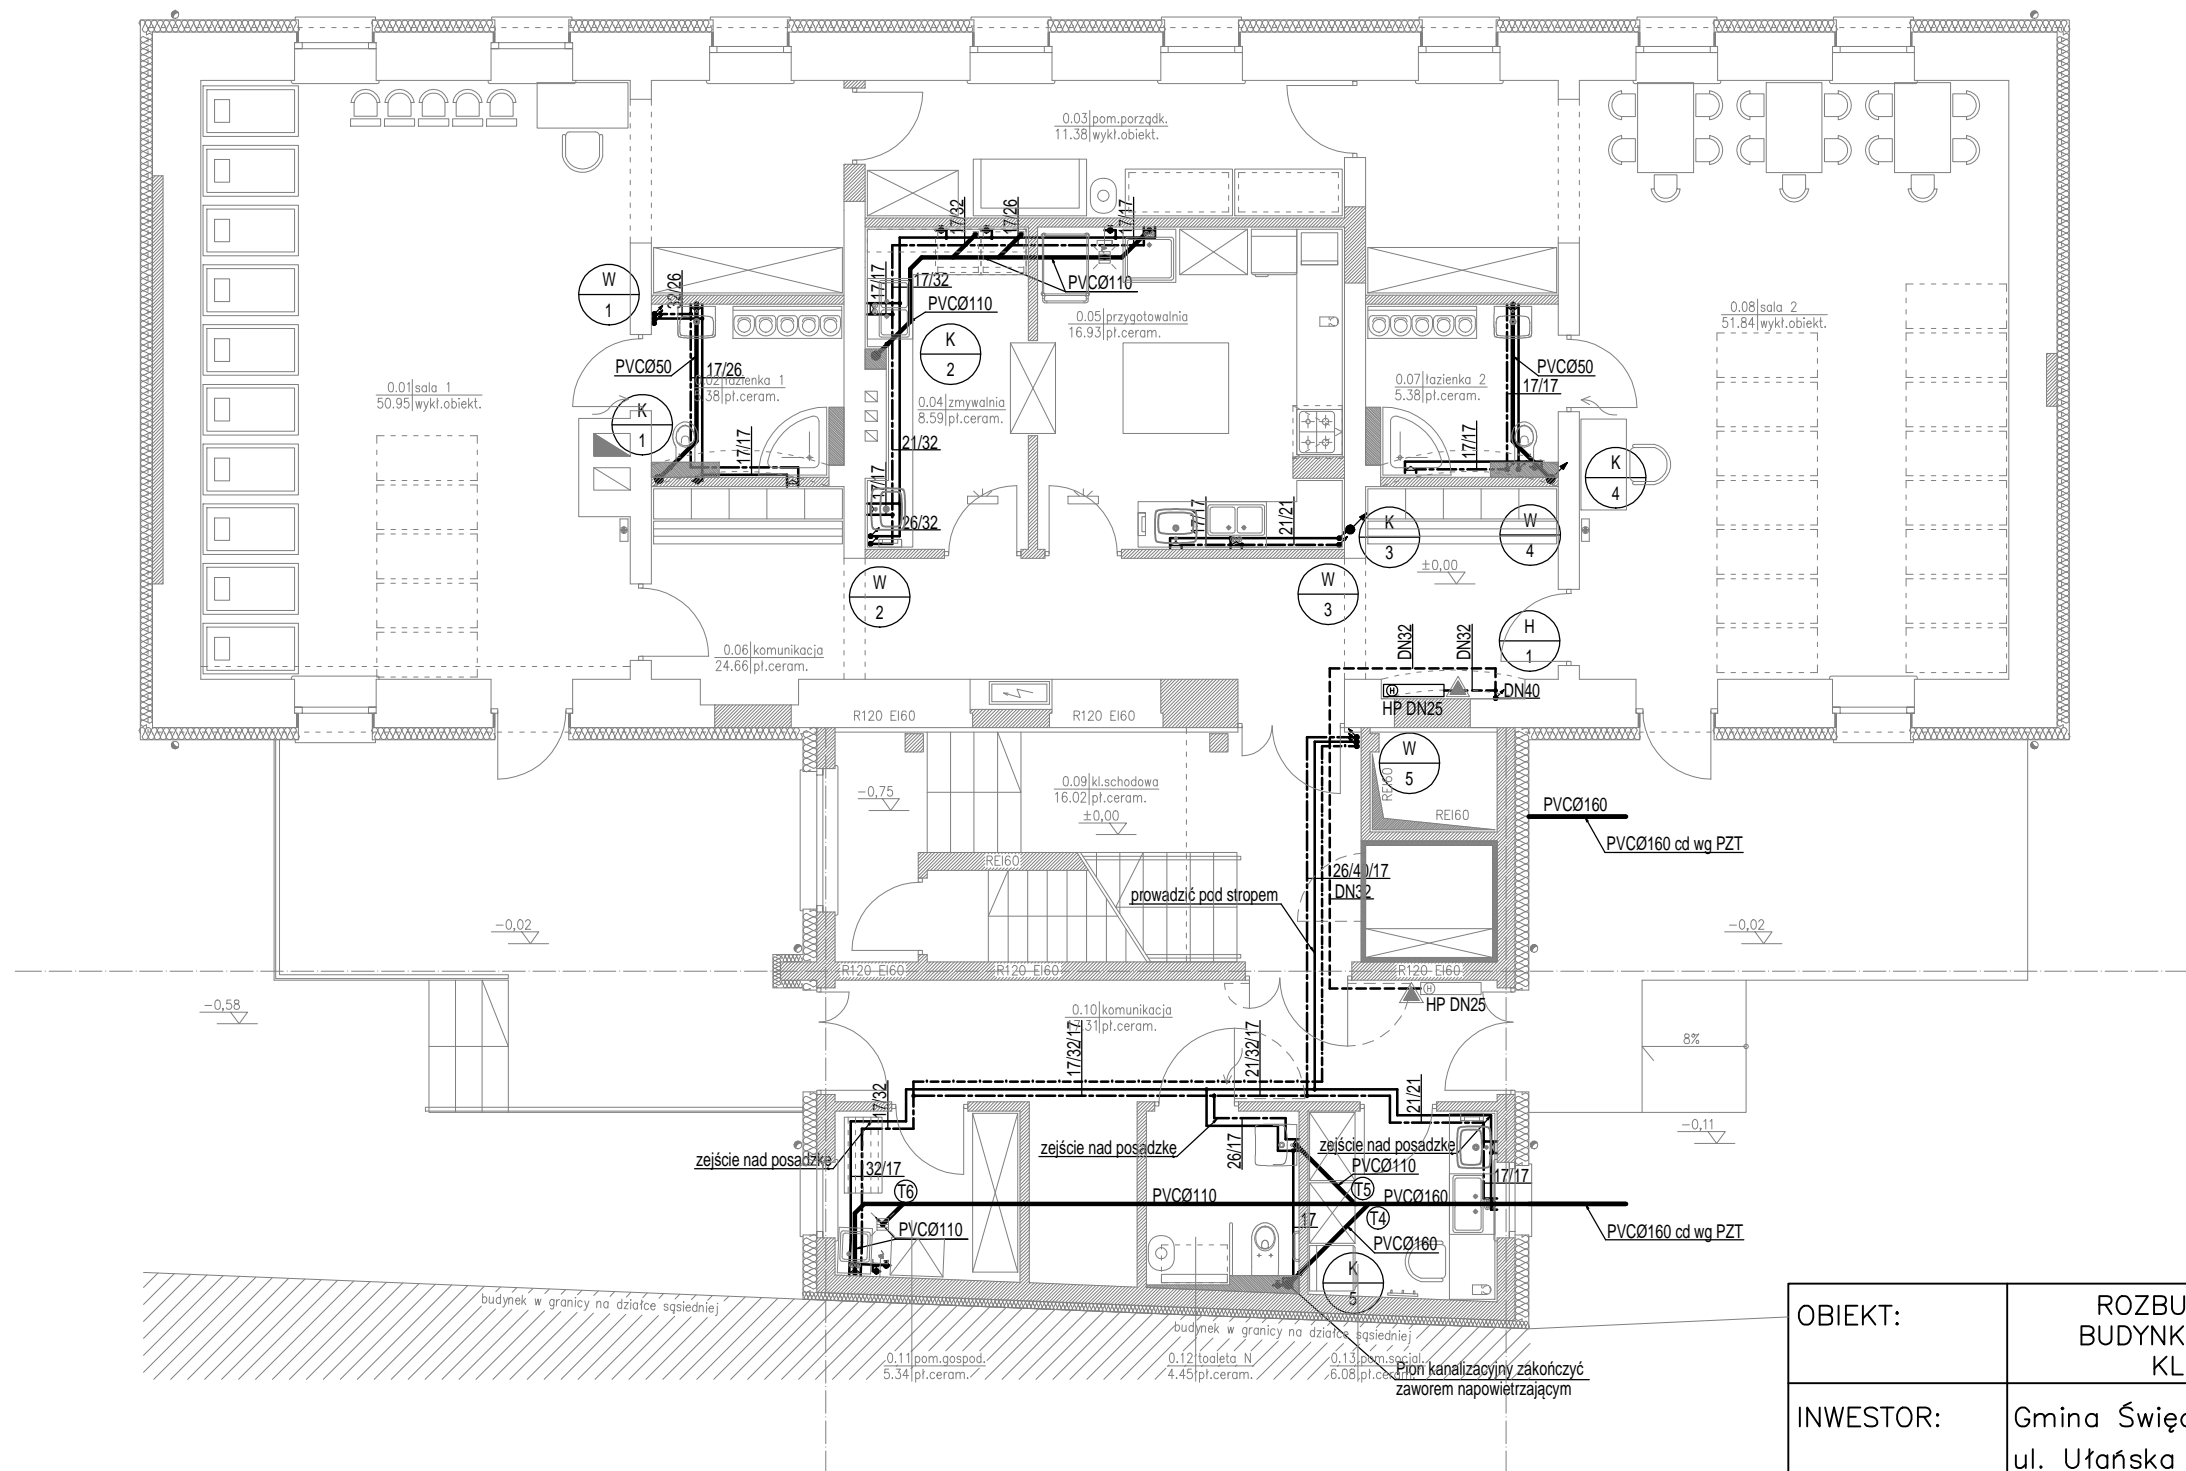 0.03 pom.porządk.
11.38 wykł.obiekt.
17/32
17/26
17/17
PVCØ110
17/17
17/32
PVCØ110
W
1
32/26
PVCØ50
17/26
0.02 łazienka 1
5.38 pł.ceram.
K
1
17/17
0.01 sala 1
50.95 wykł.obiekt.
K
2
0.04 zmywalnia
8.59 pł.ceram.
21/32
17/17
26/32
0.05 przygotowalnia
16.93 pł.ceram.
17/17
21/21
0.07 łazienka 2
5.38 pł.ceram.
PVCØ50
17/17
17/17
0.08 sala 2
51.84 wykł.obiekt.
K
4
K
3
W
4
±0,00
W
2
W
3
H
1
0.06 komunikacja
24.66 pł.ceram.
DN32
DN32
DN40
HP DN25
R120 EI60
R120 EI60
W
5
REI60
REI60
-0,75
0.09 kl.schodowa
16.02 pł.ceram.
±0,00
REI60
26/40/17
DN32
prowadzić pod stropem
PVCØ160
PVCØ160 cd wg PZT
-0,02
-0,02
R120 EI60
R120 EI60
R120 EI60
HP DN25
-0,58
0.10 komunikacja
17.31 pł.ceram.
17/32/17
21/32/17
8%
17/32
21/21
-0,11
zejście nad posadzkę
zejście nad posadzkę
zejście nad posadzkę
26/17
32/17
PVCØ110
17/17
T6
PVCØ110
T5
PVCØ160
T4
PVCØ110
17
PVCØ160
PVCØ160 cd wg PZT
K
5
budynek w granicy na działce sąsiedniej
budynek w granicy na działce sąsiedniej
0.11 pom.gospod.
5.34 pł.ceram.
0.12 toaleta N
4.45 pł.ceram.
0.13 pom.socjal.
6.08 pł.ceram.
Pion kanalizacyjny zakończyć
zaworem napowietrzającym
OBIEKT:
ROZBU
BUDYNK
KL
INWESTOR:
Gmina Święc
ul. Ułańska